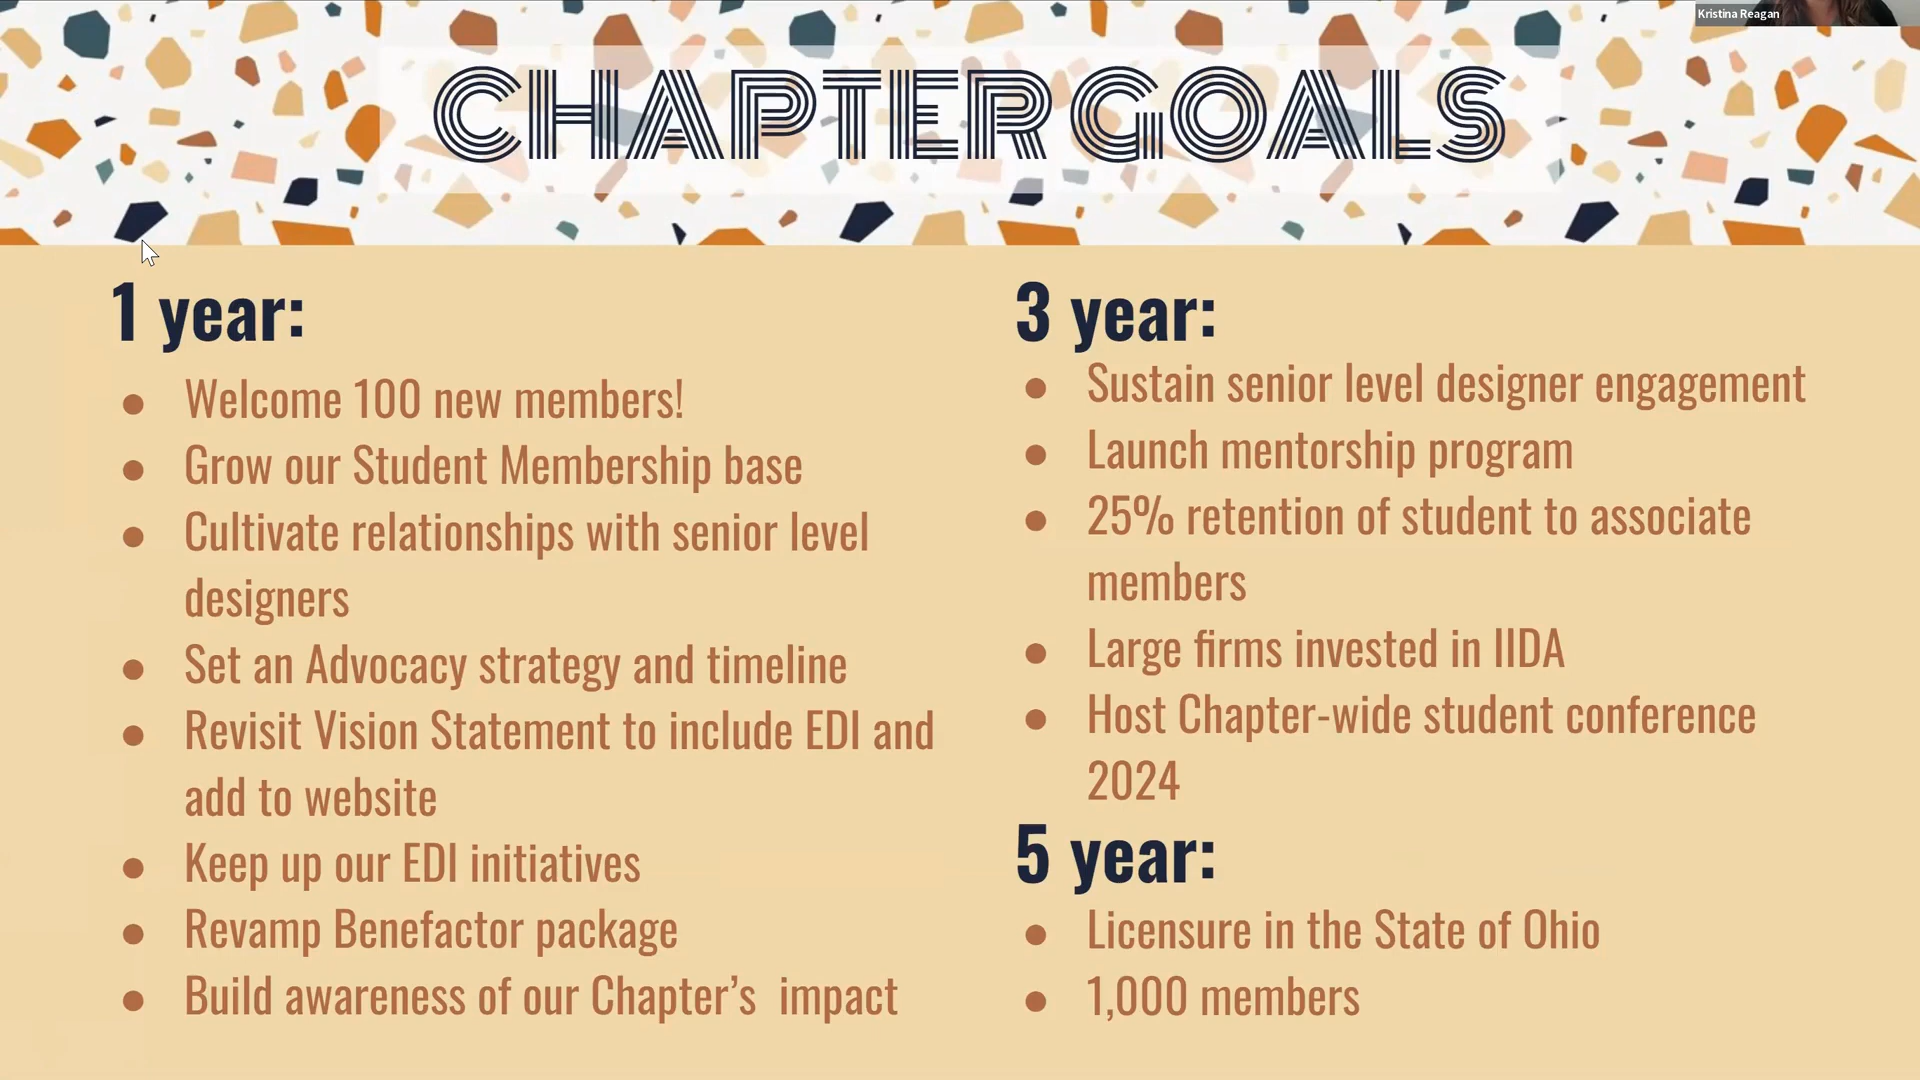 Kristina Reagan
CHAPTER GOALS
1 year:
● Welcome 100 new members!
● Grow our Student Membership base
● Cultivate relationships with senior level
designers
● Set an Advocacy strategy and timeline
● Revisit Vision Statement to include EDI and
add to website
● Keep up our EDI initiatives
● Revamp Benefactor package
● Build awareness of our Chapter’s  impact
3 year:
● Sustain senior level designer engagement
● Launch mentorship program
● 25% retention of student to associate
members
● Large firms invested in IIDA
● Host Chapter-wide student conference
2024
5 year:
● Licensure in the State of Ohio
● 1,000 members